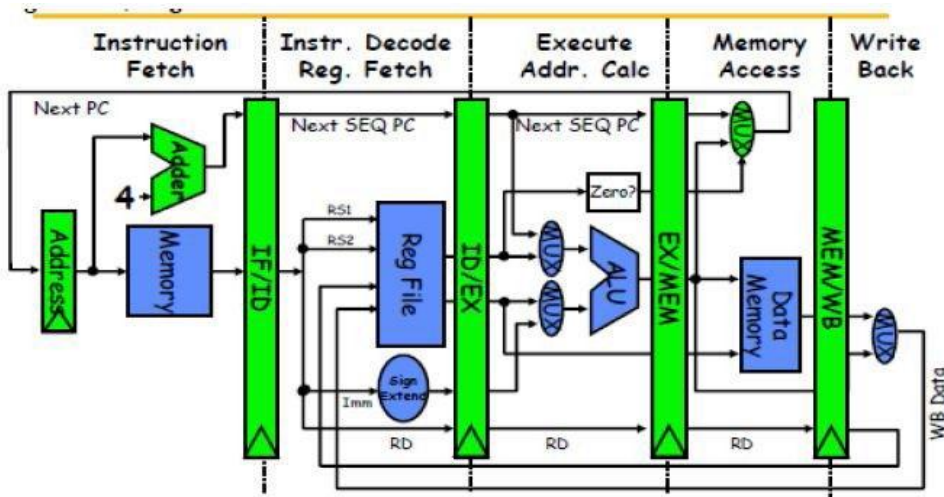 Instruction
Fetch
Instr. Decode
Reg. Fetch
Execute
Addr. Calc
Memory
Access
Write
Back
Next PC
Next SEQ PC
Next SEQ PC
MUX
Adder
4
Zero?
RS1
RS2
Address
Memory
IF/ID
Reg File
ID/EX
MUX
MUX
ALU
EX/MEM
Data
Memory
MEM/WB
MUX
Sign
Extend
Imm
RD
RD
RD
WB Data